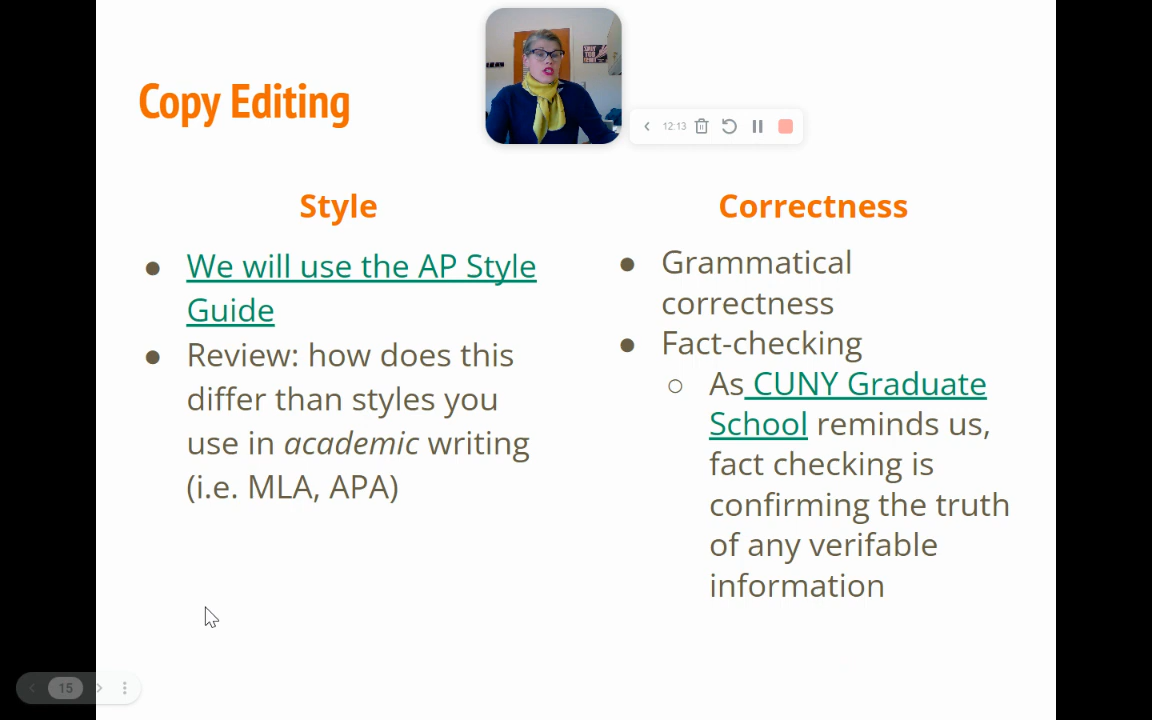 Copy Editing
12:13
Style
We will use the AP Style
Guide
Review: how does this
differ than styles you
use in academic writing
(i.e. MLA, APA)
Correctness
Grammatical
correctness
Fact-checking
As CUNY Graduate
School reminds us,
fact checking is
confirming the truth
of any verifable
information
15